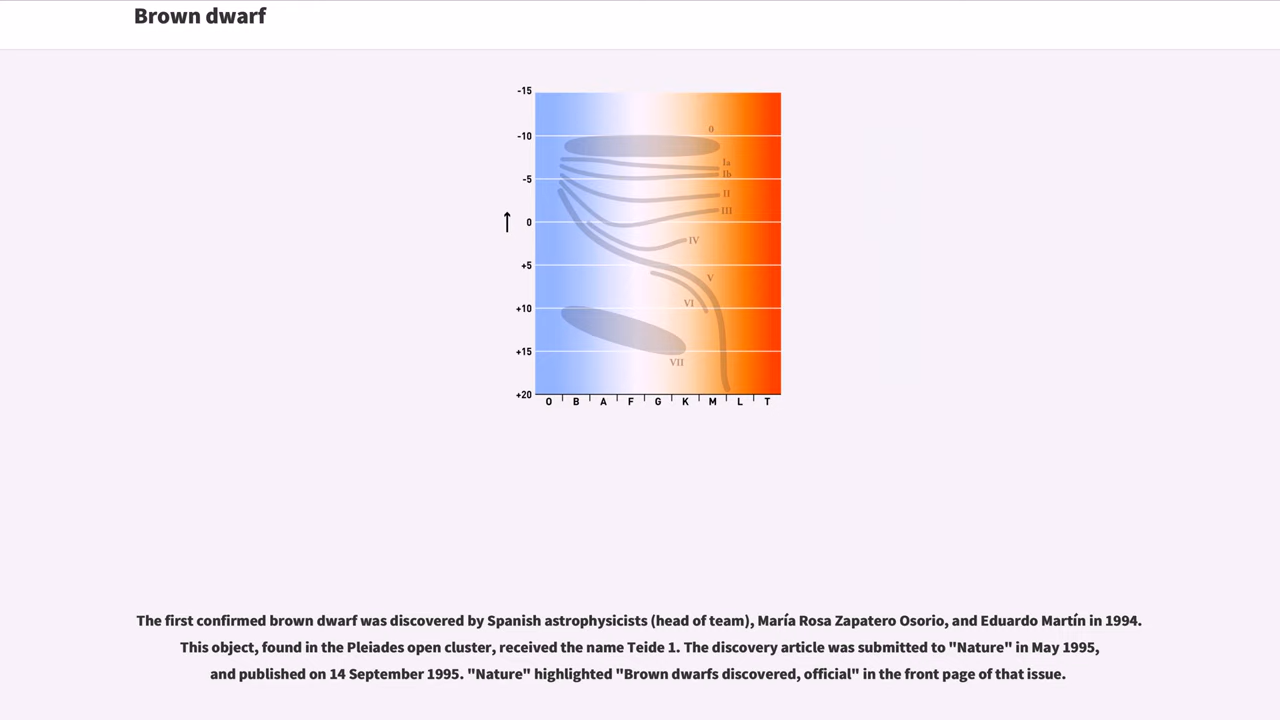 Brown dwarf
-15
-10
-5
0
+5
+10
+15
+20
0
Ia
Ib
II
III
IV
V
VI
VII
O B A F G K M L T
The first confirmed brown dwarf was discovered by Spanish astrophysicists (head of team), María Rosa Zapatero Osorio, and Eduardo Martín in 1994.
This object, found in the Pleiades open cluster, received the name Teide 1. The discovery article was submitted to "Nature" in May 1995,
and published on 14 September 1995. "Nature" highlighted "Brown dwarfs discovered, official" in the front page of that issue.